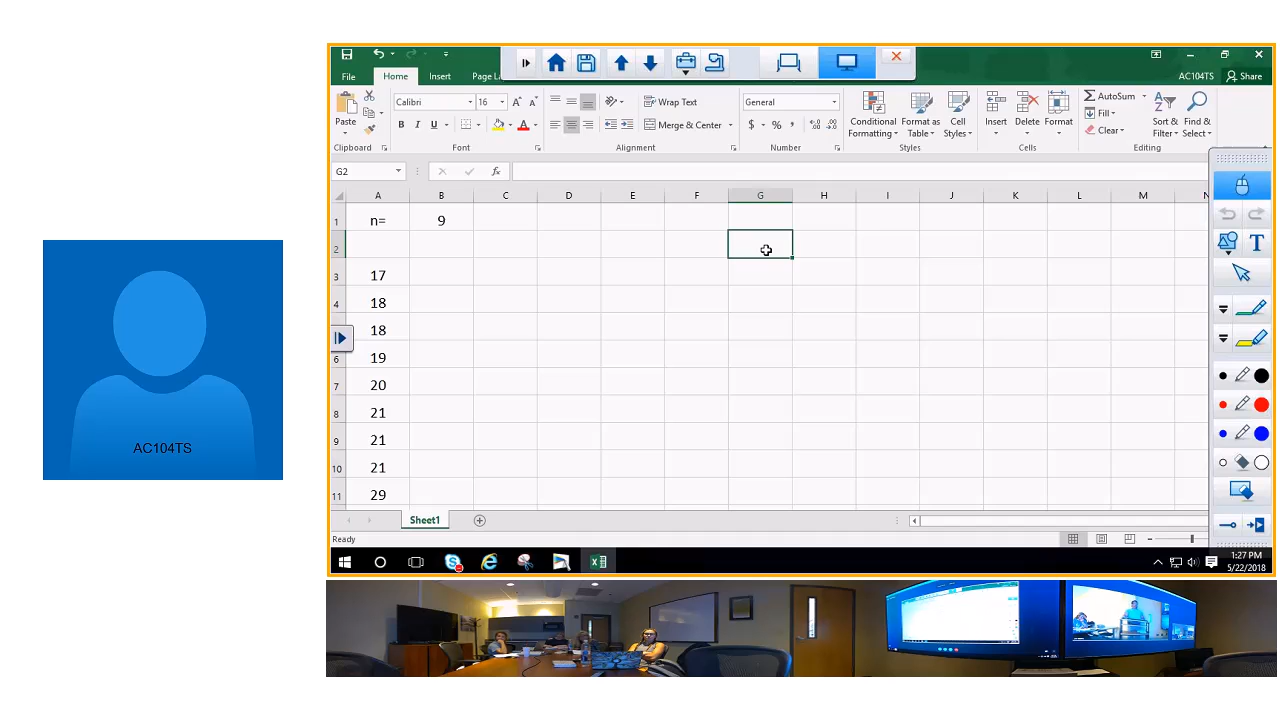 AC104TS
File Home Insert Page La
AC104TS Share
Paste
Calibri 16
Wrap Text
General
Conditional Formatting
Format as Table
Cell Styles
Insert Delete Format
AutoSum
Fill
Clear
Sort & Filter
Find & Select
B I U
Merge & Center
$ % ,
Clipboard Font Alignment Number Styles Cells Editing
G2 fx
A B C D E F G H I J K L M N
1 n= 9
2
3 17
4 18
18
6 19
7 20
8 21
9 21
10 21
11 29
Sheet1
Ready
1:27 PM
5/22/2018